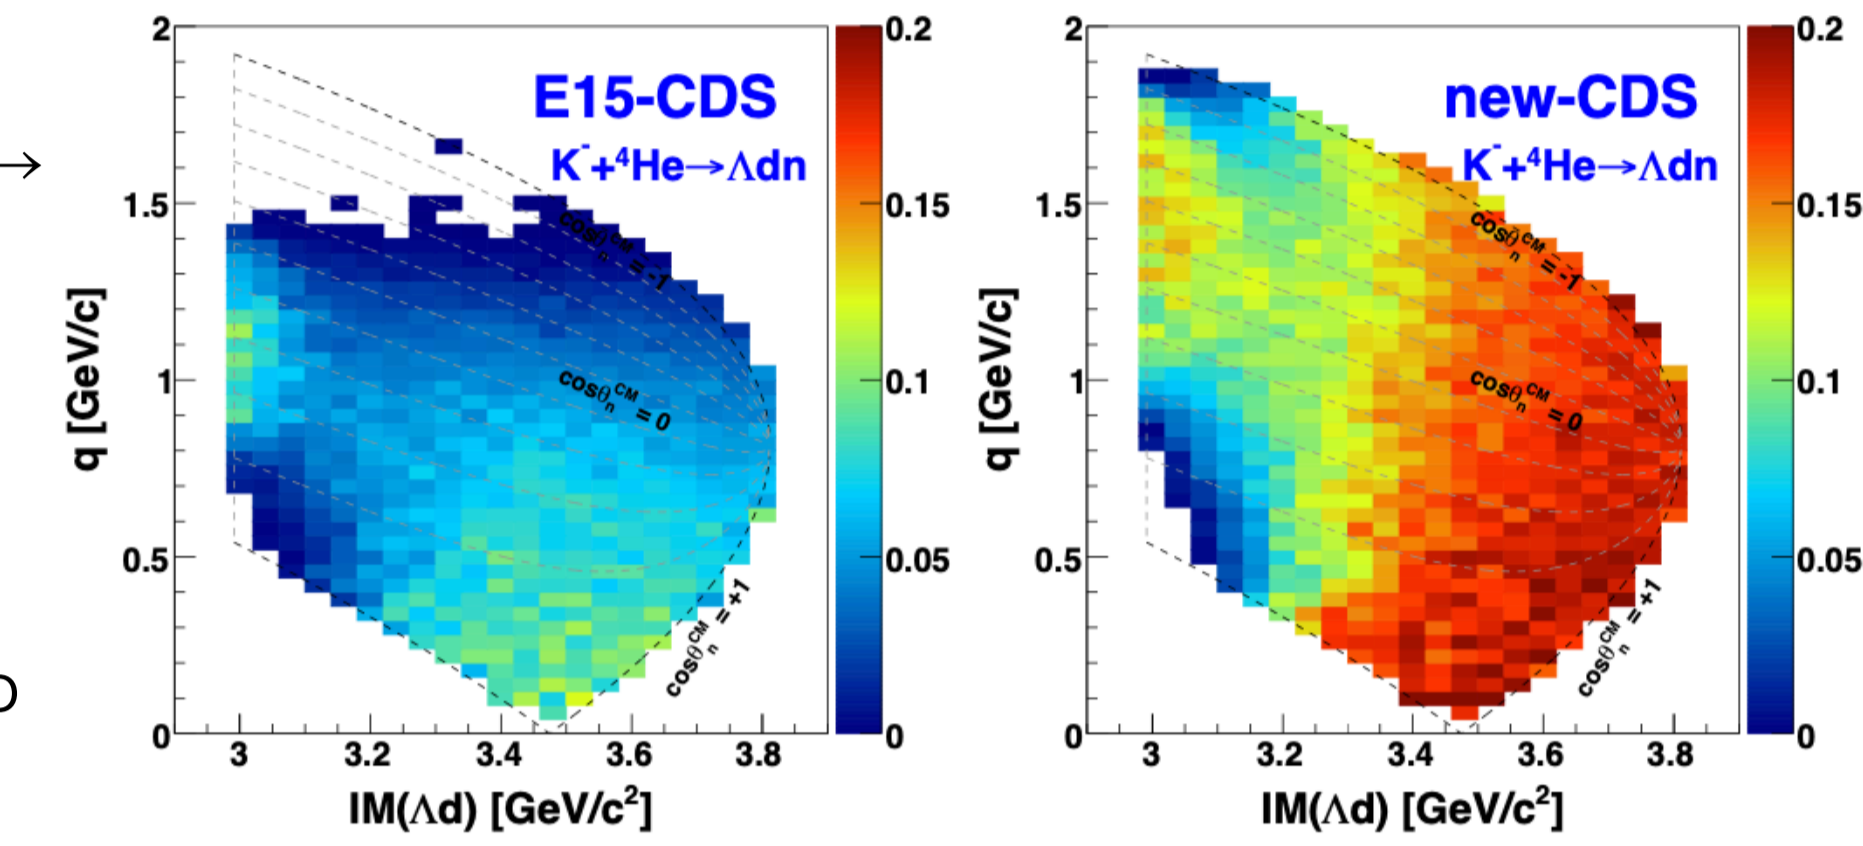 →
E15-CDS
K⁻+⁴He→Λdn
cosθₙᶜᴹ = -1
cosθₙᶜᴹ = 0
cosθₙᶜᴹ = +1
2
1.5
1
0.5
0
q [GeV/c]
3 3.2 3.4 3.6 3.8
IM(Λd) [GeV/c²]
0.2
0.15
0.1
0.05
0
new-CDS
K⁻+⁴He→Λdn
cosθₙᶜᴹ = -1
cosθₙᶜᴹ = 0
cosθₙᶜᴹ = +1
2
1.5
1
0.5
0
q [GeV/c]
3 3.2 3.4 3.6 3.8
IM(Λd) [GeV/c²]
0.2
0.15
0.1
0.05
0